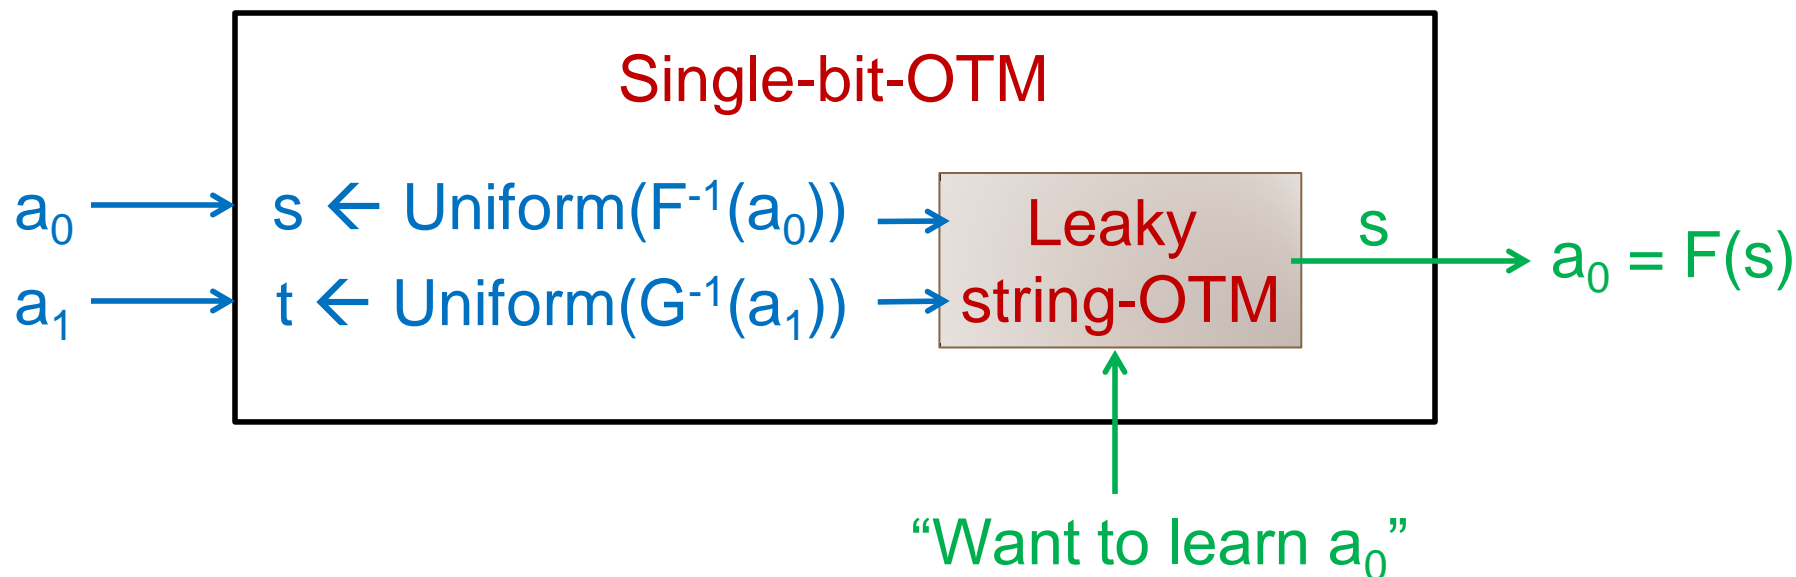 Single-bit-OTM
a₀
s ← Uniform(F⁻¹(a₀))
a₁
t ← Uniform(G⁻¹(a₁))
Leaky
string-OTM
s
a₀ = F(s)
“Want to learn a₀”